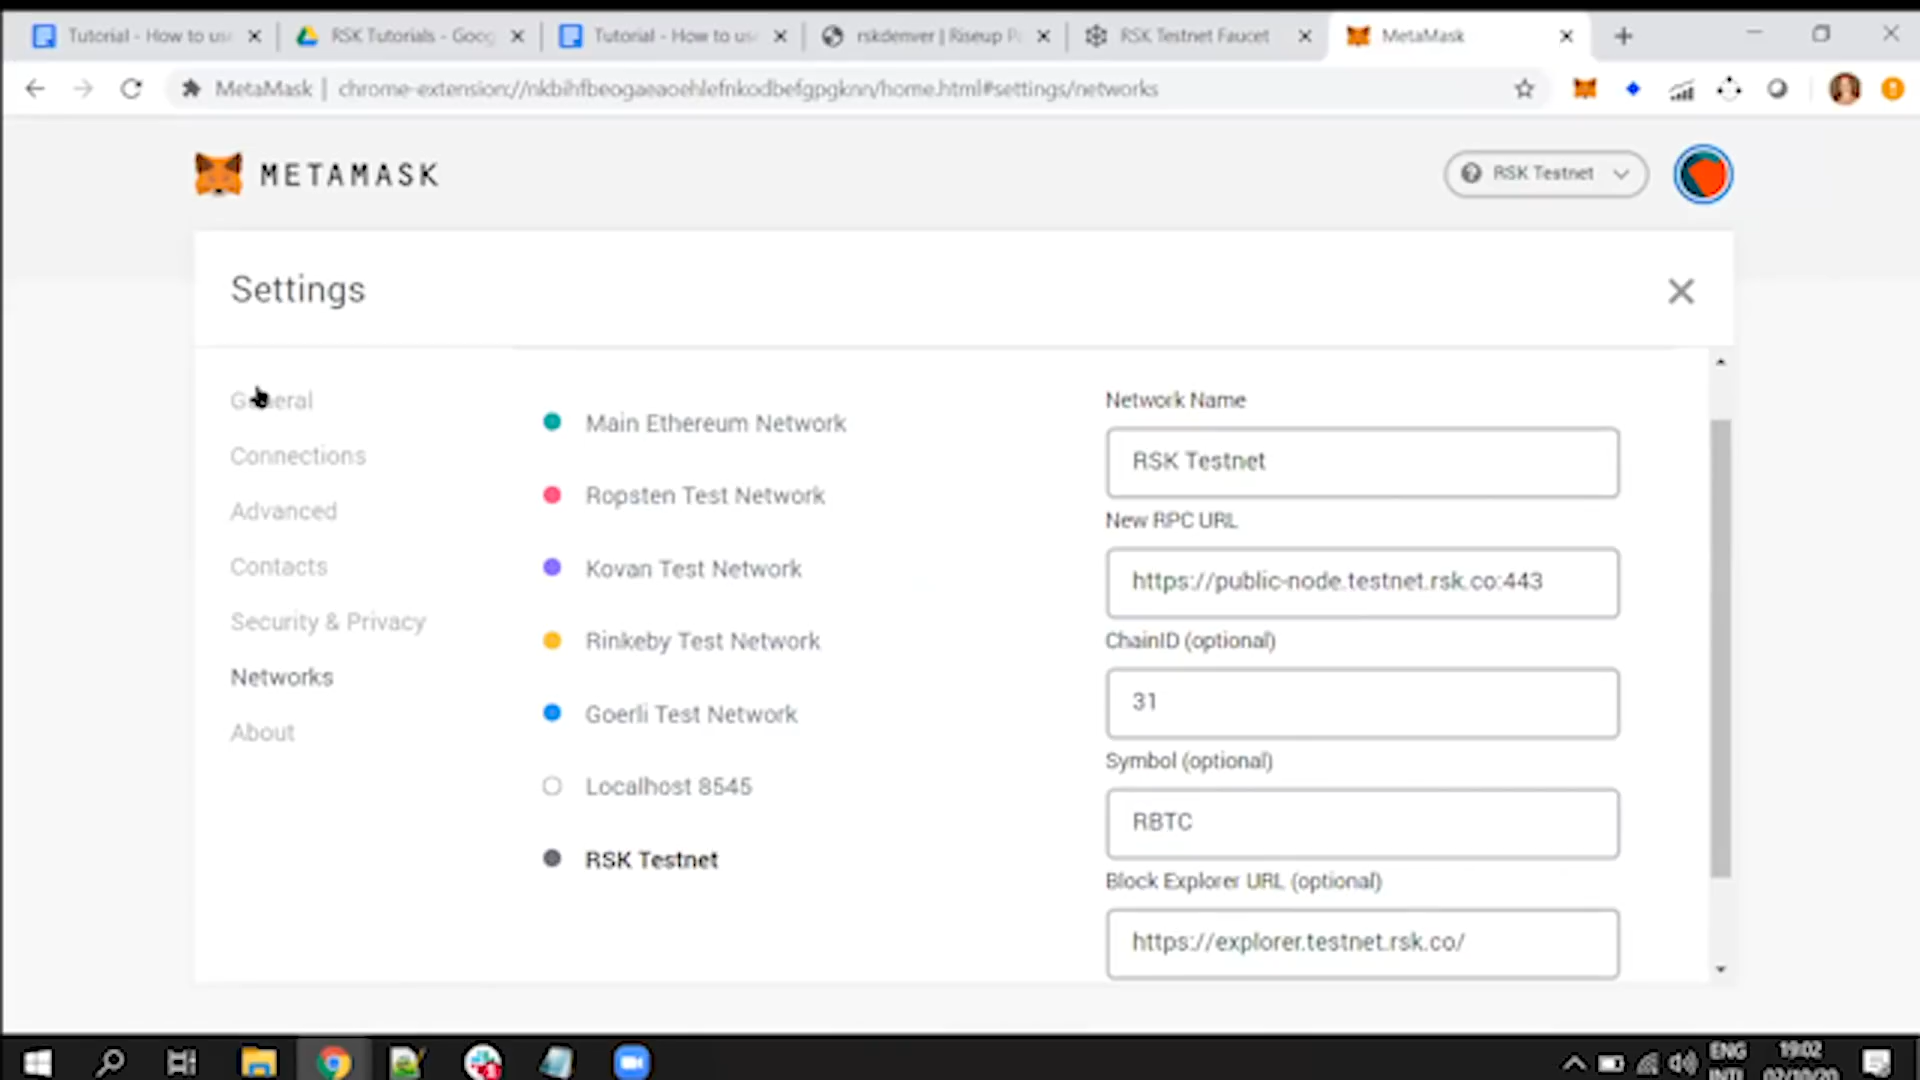 Tutorial - How to us
RSK Tutorials - Goog
Tutorial - How to us
rskdenver | Riseup P
RSK Testnet Faucet
MetaMask
MetaMask | chrome-extension://nkbihfbeogaeaoehlefnkodbefgpgknn/home.html#settings/networks
METAMASK
RSK Testnet
Settings
General
Connections
Advanced
Contacts
Security & Privacy
Networks
About
Main Ethereum Network
Ropsten Test Network
Kovan Test Network
Rinkeby Test Network
Goerli Test Network
Localhost 8545
RSK Testnet
Network Name
RSK Testnet
New RPC URL
https://public-node.testnet.rsk.co:443
ChainID (optional)
31
Symbol (optional)
RBTC
Block Explorer URL (optional)
https://explorer.testnet.rsk.co/
ENG
INTL
19:02
02/10/20